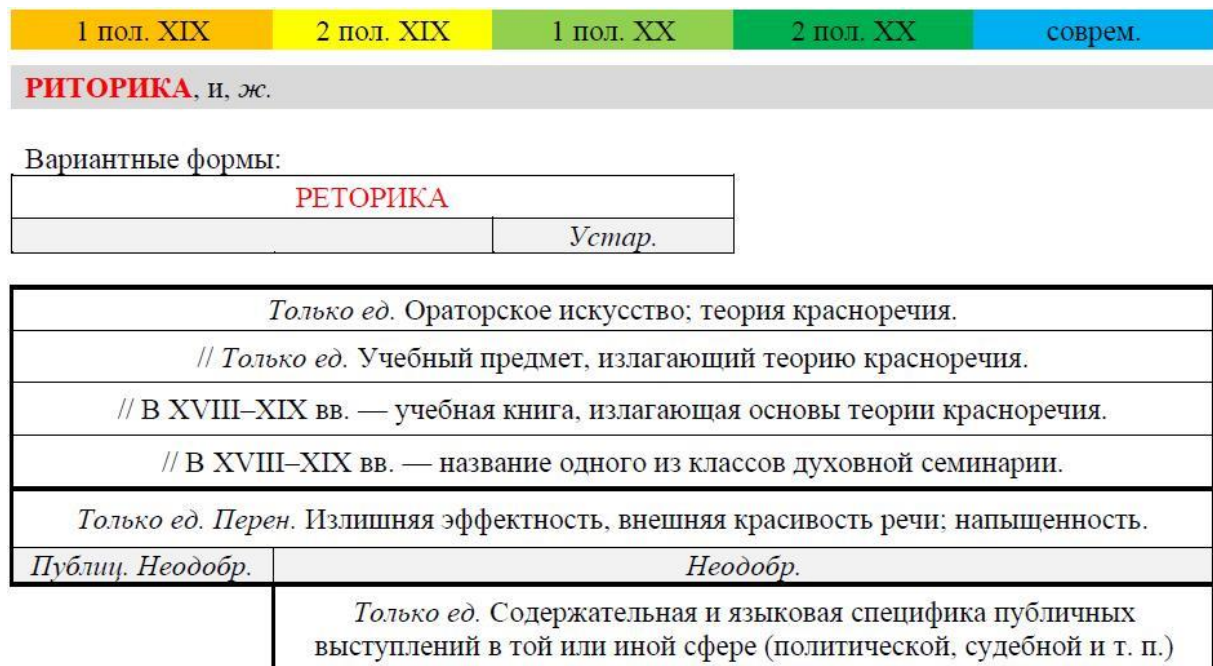 1 пол. XIX 2 пол. XIX 1 пол. XX 2 пол. XX соврем.
РИТОРИКА, и, ж.
Вариантные формы:
РЕТОРИКА
Устар.
Только ед. Ораторское искусство; теория красноречия.
// Только ед. Учебный предмет, излагающий теорию красноречия.
// В XVIII–XIX вв. — учебная книга, излагающая основы теории красноречия.
// В XVIII–XIX вв. — название одного из классов духовной семинарии.
Только ед. Перен. Излишняя эффектность, внешняя красивость речи; напыщенность.
Публиц. Неодобр. Неодобр.
Только ед. Содержательная и языковая специфика публичных
выступлений в той или иной сфере (политической, судебной и т. п.)